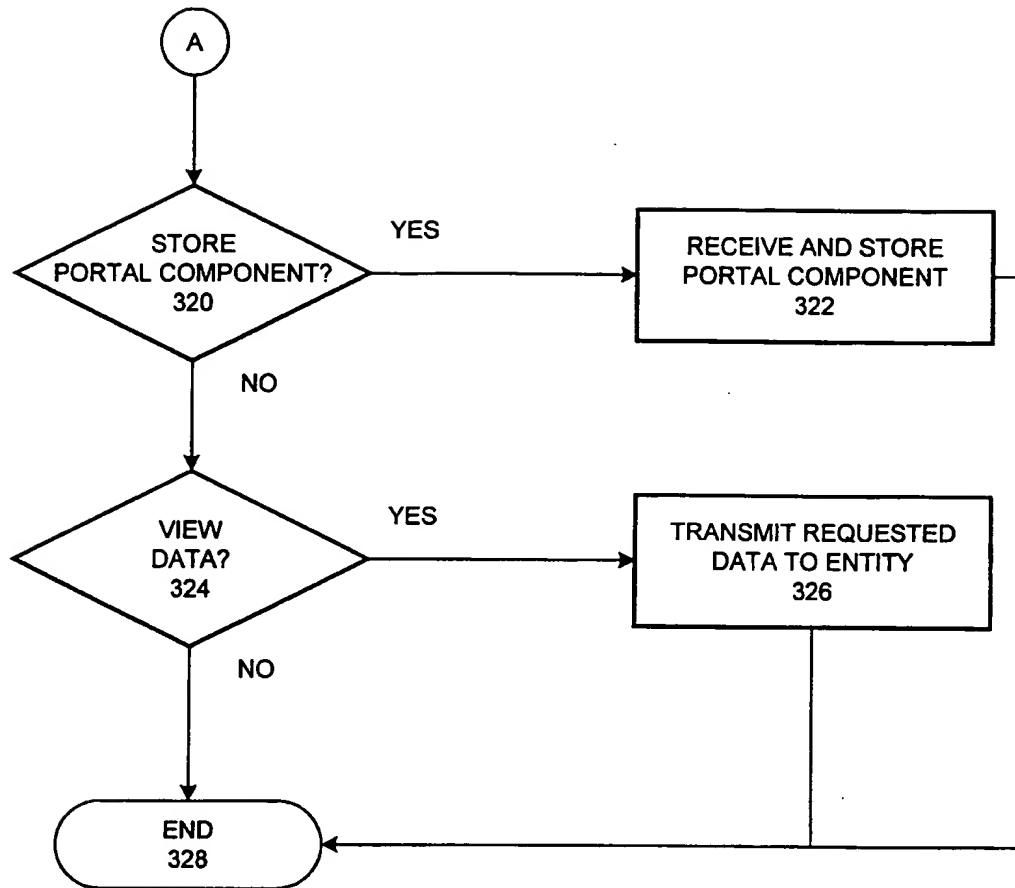 A
STORE
PORTAL COMPONENT?
320
YES
RECEIVE AND STORE
PORTAL COMPONENT
322
NO
VIEW
DATA?
324
YES
TRANSMIT REQUESTED
DATA TO ENTITY
326
NO
END
328